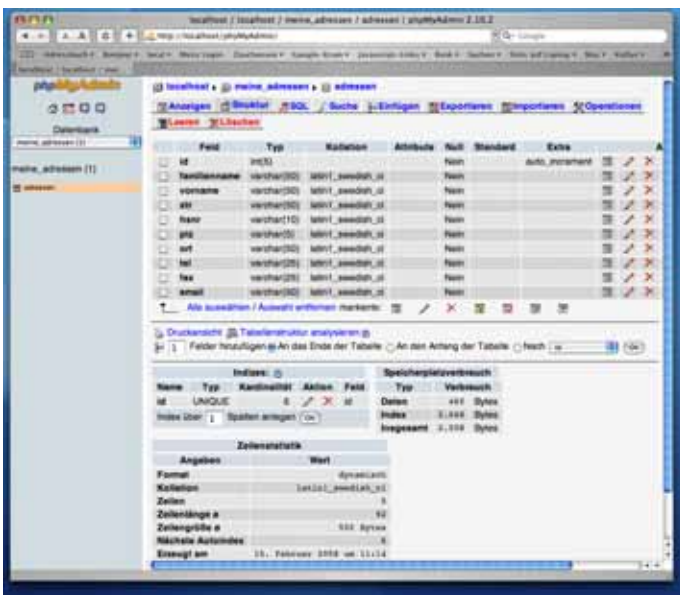 localhost / localhost / meine_adressen / adressen | phpMyAdmin 2.10.2
http://localhost/phpMyAdmin/
Google
phpMyAdmin
Datenbank
meine_adressen (1)
meine_adressen (1)
adressen
localhost ▸ meine_adressen ▸ adressen
Anzeigen Struktur SQL Suche Einfügen Exportieren Importieren Operationen
Leeren Löschen
Feld Typ Kollation Attribute Null Standard Extra
id int(5) Nein auto_increment
familienname varchar(50) latin1_swedish_ci Nein
vorname varchar(50) latin1_swedish_ci Nein
str varchar(50) latin1_swedish_ci Nein
hsnr varchar(10) latin1_swedish_ci Nein
plz varchar(5) latin1_swedish_ci Nein
ort varchar(50) latin1_swedish_ci Nein
tel varchar(25) latin1_swedish_ci Nein
fax varchar(25) latin1_swedish_ci Nein
email varchar(50) latin1_swedish_ci Nein
Alle auswählen / Auswahl entfernen markierte:
Druckansicht Tabellenstruktur analysieren
1 Felder hinzufügen An das Ende der Tabelle An den Anfang der Tabelle Nach id OK
Indizes:
Name Typ Kardinalität Aktion Feld
id UNIQUE 6 id
Index über 1 Spalten anlegen OK
Speicherplatzverbrauch
Typ Verbrauch
Daten Bytes
Index Bytes
Insgesamt Bytes
Zeilenstatistik
Angaben Wert
Format dynamisch
Kollation latin1_swedish_ci
Zeilen
Zeilenlänge ø
Zeilengröße ø Bytes
Nächste Autoindex
Erzeugt am 15. Februar 2008 um 11:14